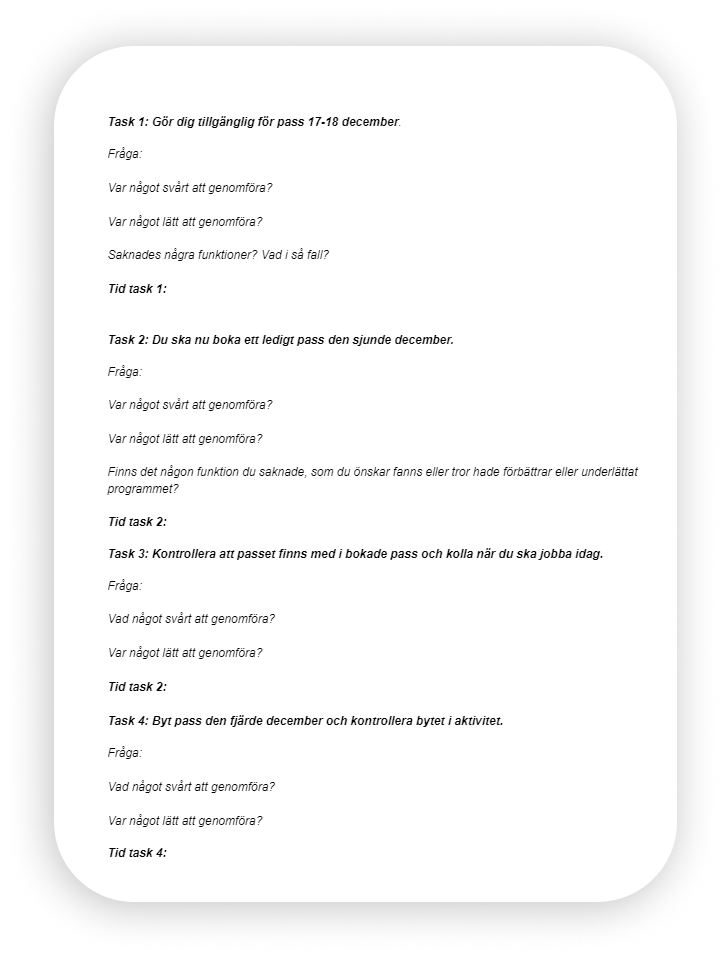 Task 1: Gör dig tillgänglig för pass 17-18 december.
Fråga:
Var något svårt att genomföra?
Var något lätt att genomföra?
Saknades några funktioner? Vad i så fall?
Tid task 1:
Task 2: Du ska nu boka ett ledigt pass den sjunde december.
Fråga:
Var något svårt att genomföra?
Var något lätt att genomföra?
Finns det någon funktion du saknade, som du önskar fanns eller tror hade förbättrar eller underlättat
programmet?
Tid task 2:
Task 3: Kontrollera att passet finns med i bokade pass och kolla när du ska jobba idag.
Fråga:
Vad något svårt att genomföra?
Var något lätt att genomföra?
Tid task 2:
Task 4: Byt pass den fjärde december och kontrollera bytet i aktivitet.
Fråga:
Vad något svårt att genomföra?
Var något lätt att genomföra?
Tid task 4: